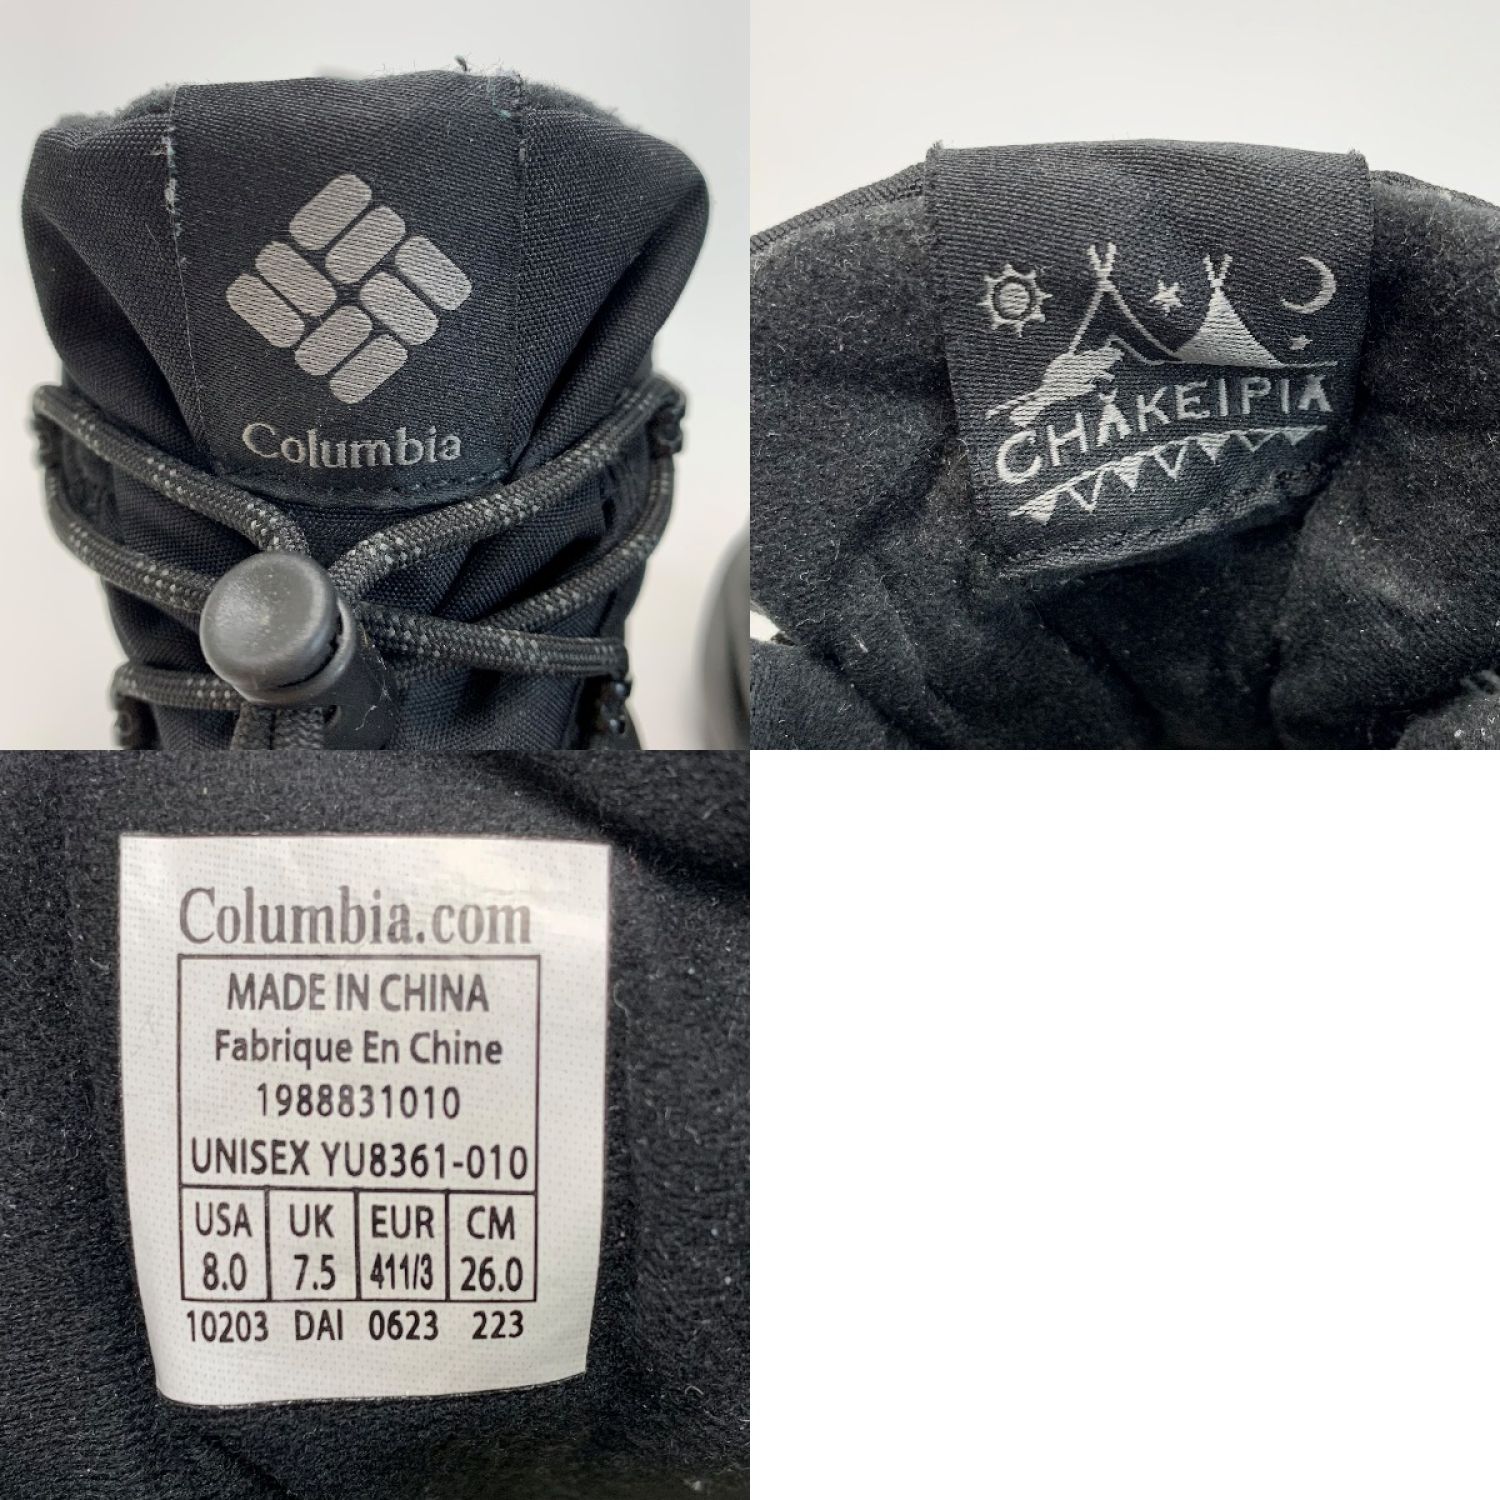 Columbia
CHAKEIPIA
Columbia.com
MADE IN CHINA
Fabrique En Chine
1988831010
UNISEX YU8361-010
USA UK EUR CM
8.0 7.5 411/3 26.0
10203 DAI 0623 223